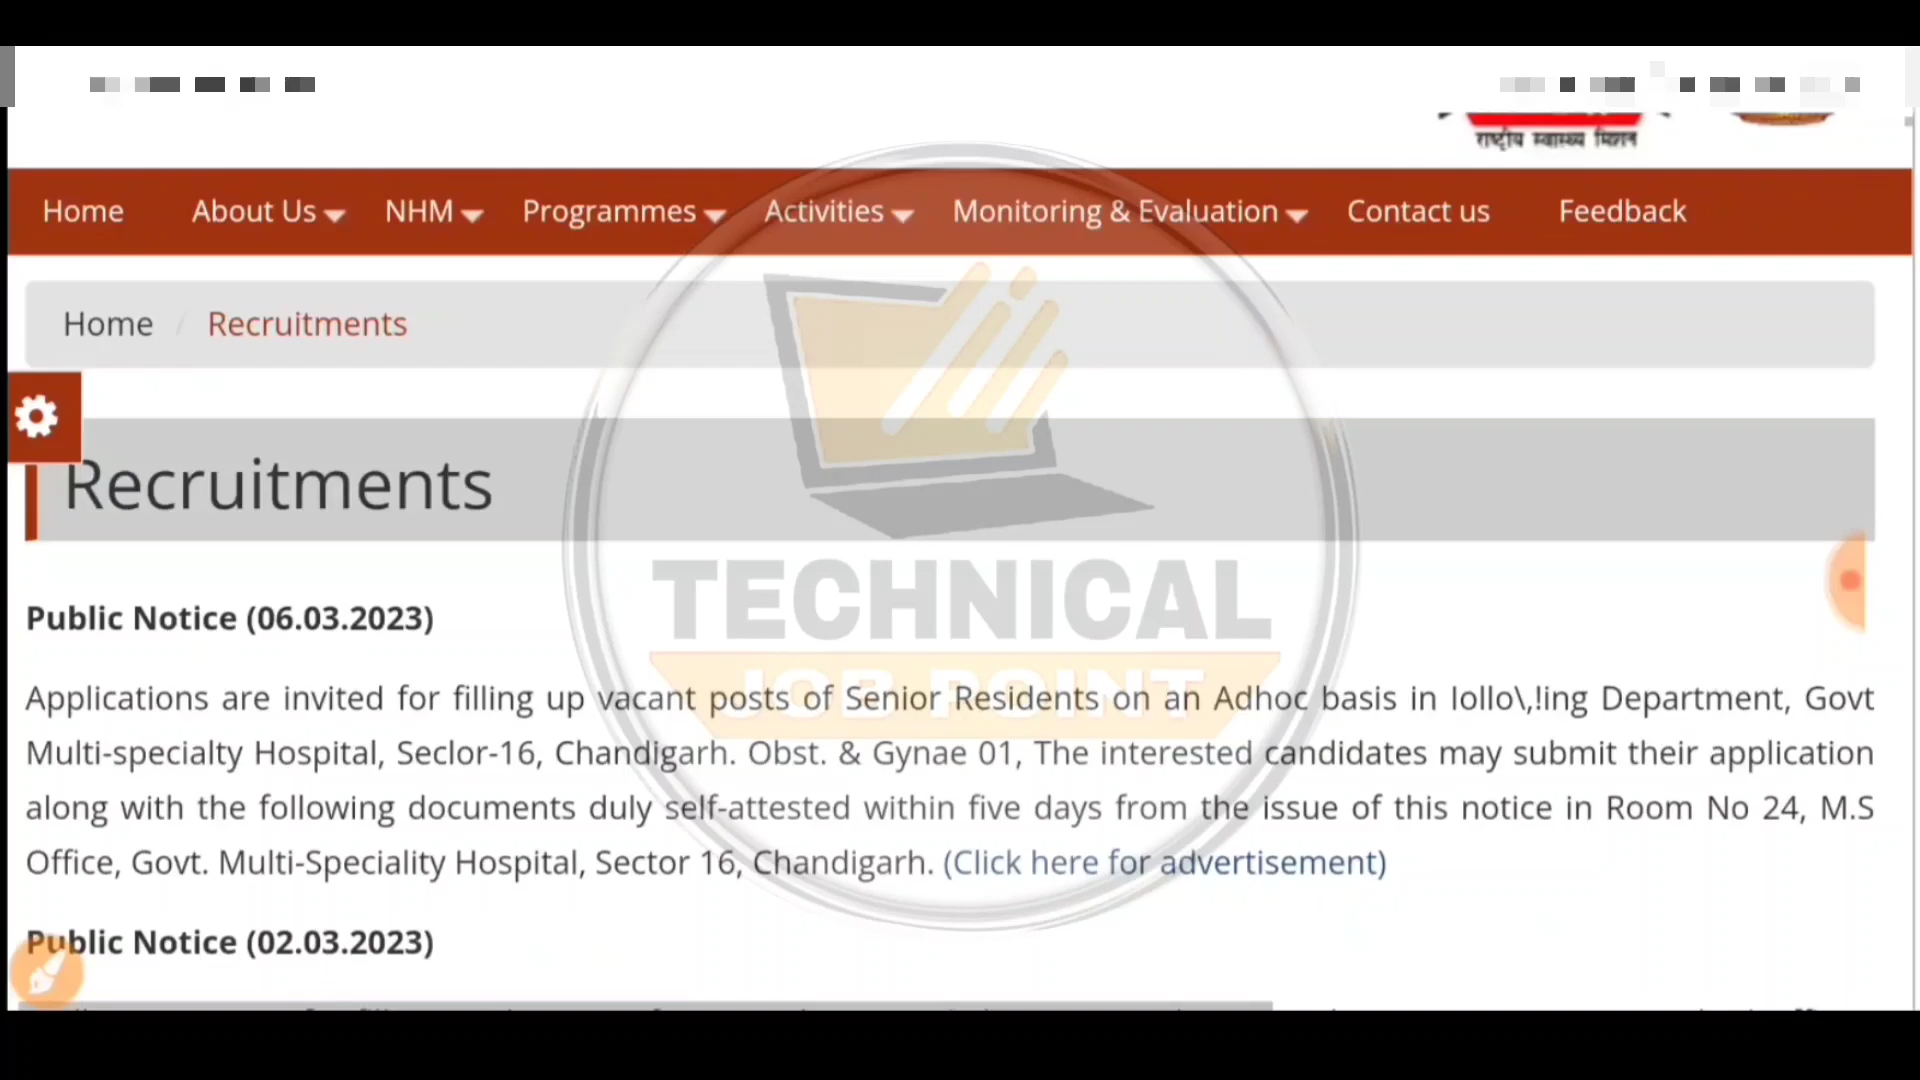 राष्ट्रीय स्वास्थ्य मिशन
Home About Us NHM Programmes Activities Monitoring & Evaluation Contact us Feedback
Home / Recruitments
Recruitments
TECHNICAL
JOB POINT
Public Notice (06.03.2023)
Applications are invited for filling up vacant posts of Senior Residents on an Adhoc basis in Iollo\,!ing Department, Govt
Multi-specialty Hospital, Seclor-16, Chandigarh. Obst. & Gynae 01, The interested candidates may submit their application
along with the following documents duly self-attested within five days from the issue of this notice in Room No 24, M.S
Office, Govt. Multi-Speciality Hospital, Sector 16, Chandigarh. (Click here for advertisement)
Public Notice (02.03.2023)